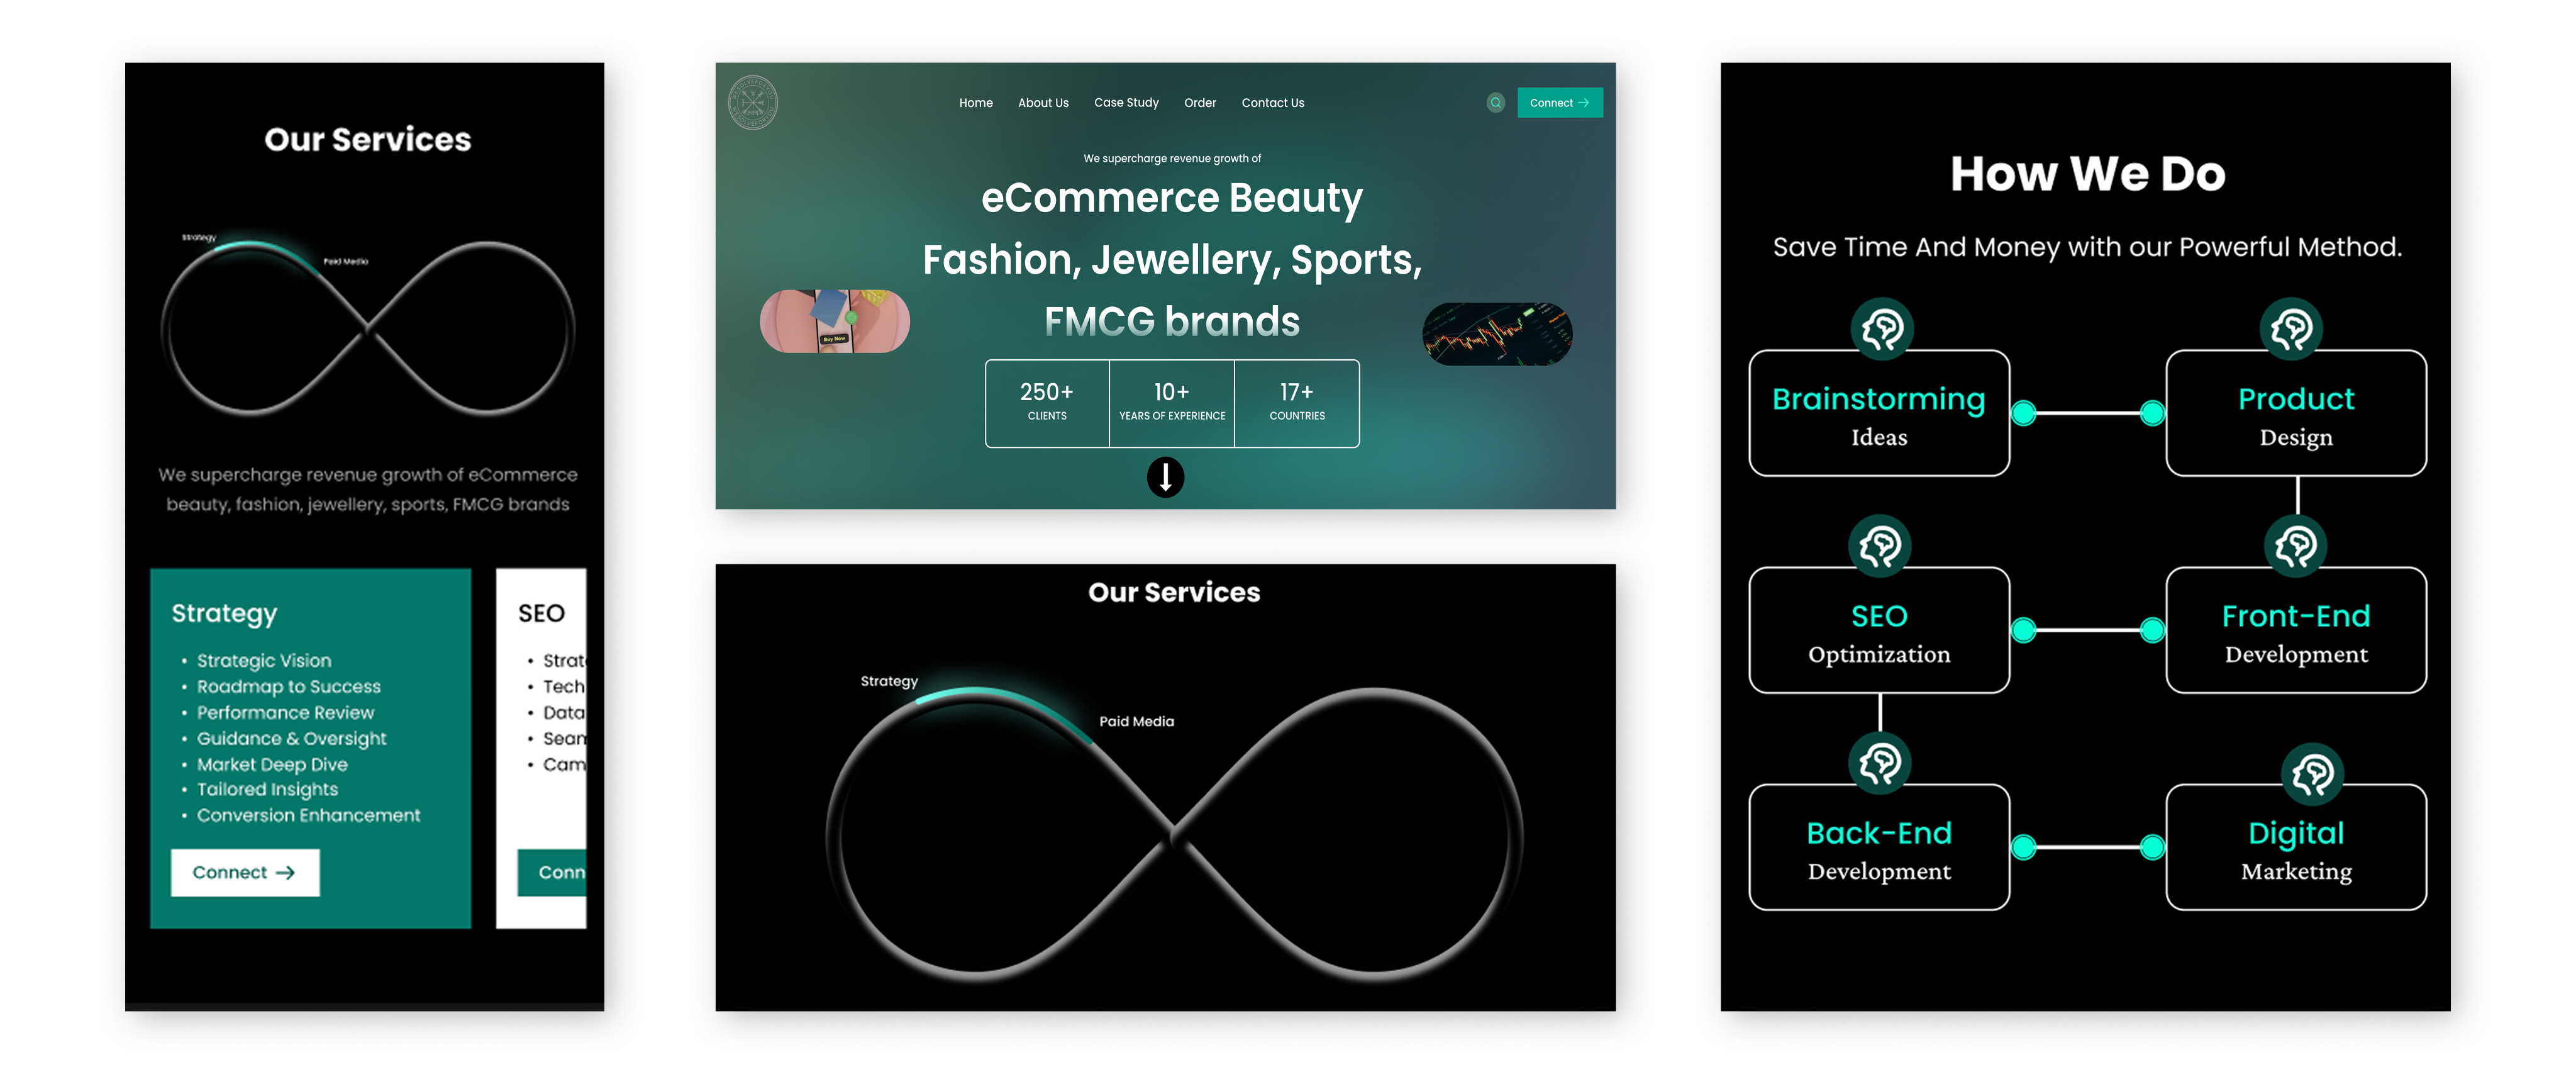 Our Services
Strategy
Paid Media
We supercharge revenue growth of eCommerce
beauty, fashion, jewellery, sports, FMCG brands
Strategy
• Strategic Vision
• Roadmap to Success
• Performance Review
• Guidance & Oversight
• Market Deep Dive
• Tailored Insights
• Conversion Enhancement
Connect →
SEO
• Strat
• Tech
• Data
• Seam
• Cam
Conn
Home About Us Case Study Order Contact Us
Connect →
We supercharge revenue growth of
eCommerce Beauty
Fashion, Jewellery, Sports,
FMCG brands
Buy Now
250+ 10+ 17+
CLIENTS YEARS OF EXPERIENCE COUNTRIES
Our Services
Strategy
Paid Media
How We Do
Save Time And Money with our Powerful Method.
Brainstorming
Ideas
Product
Design
SEO
Optimization
Front-End
Development
Back-End
Development
Digital
Marketing